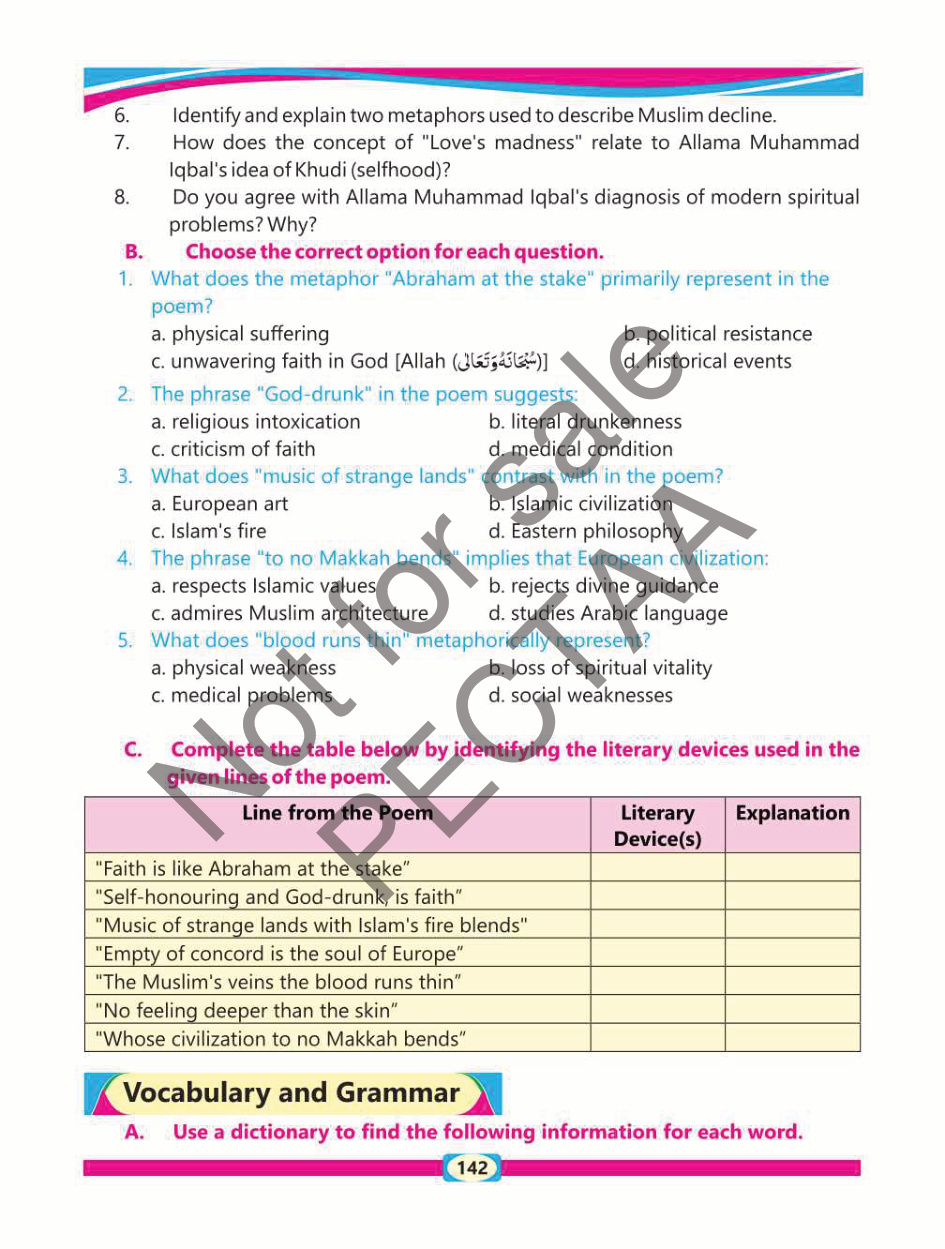 6. Identify and explain two metaphors used to describe Muslim decline.
7. How does the concept of "Love's madness" relate to Allama Muhammad
Iqbal's idea of Khudi (selfhood)?
8. Do you agree with Allama Muhammad Iqbal's diagnosis of modern spiritual
problems? Why?
B. Choose the correct option for each question.
1. What does the metaphor "Abraham at the stake" primarily represent in the
poem?
a. physical suffering b. political resistance
c. unwavering faith in God [Allah (سُبْحَانَهٗ وَتَعَالٰی)] d. historical events
2. The phrase "God-drunk" in the poem suggests:
a. religious intoxication b. literal drunkenness
c. criticism of faith d. medical condition
3. What does "music of strange lands" contrast with in the poem?
a. European art b. Islamic civilization
c. Islam's fire d. Eastern philosophy
4. The phrase "to no Makkah bends" implies that European civilization:
a. respects Islamic values b. rejects divine guidance
c. admires Muslim architecture d. studies Arabic language
5. What does "blood runs thin" metaphorically represent?
a. physical weakness b. loss of spiritual vitality
c. medical problems d. social weaknesses
C. Complete the table below by identifying the literary devices used in the
given lines of the poem.
Line from the Poem Literary Device(s) Explanation
"Faith is like Abraham at the stake”
"Self-honouring and God-drunk, is faith”
"Music of strange lands with Islam's fire blends"
"Empty of concord is the soul of Europe”
"The Muslim's veins the blood runs thin”
"No feeling deeper than the skin”
"Whose civilization to no Makkah bends”
Vocabulary and Grammar
A. Use a dictionary to find the following information for each word.
142
Not for sale
PECTAA